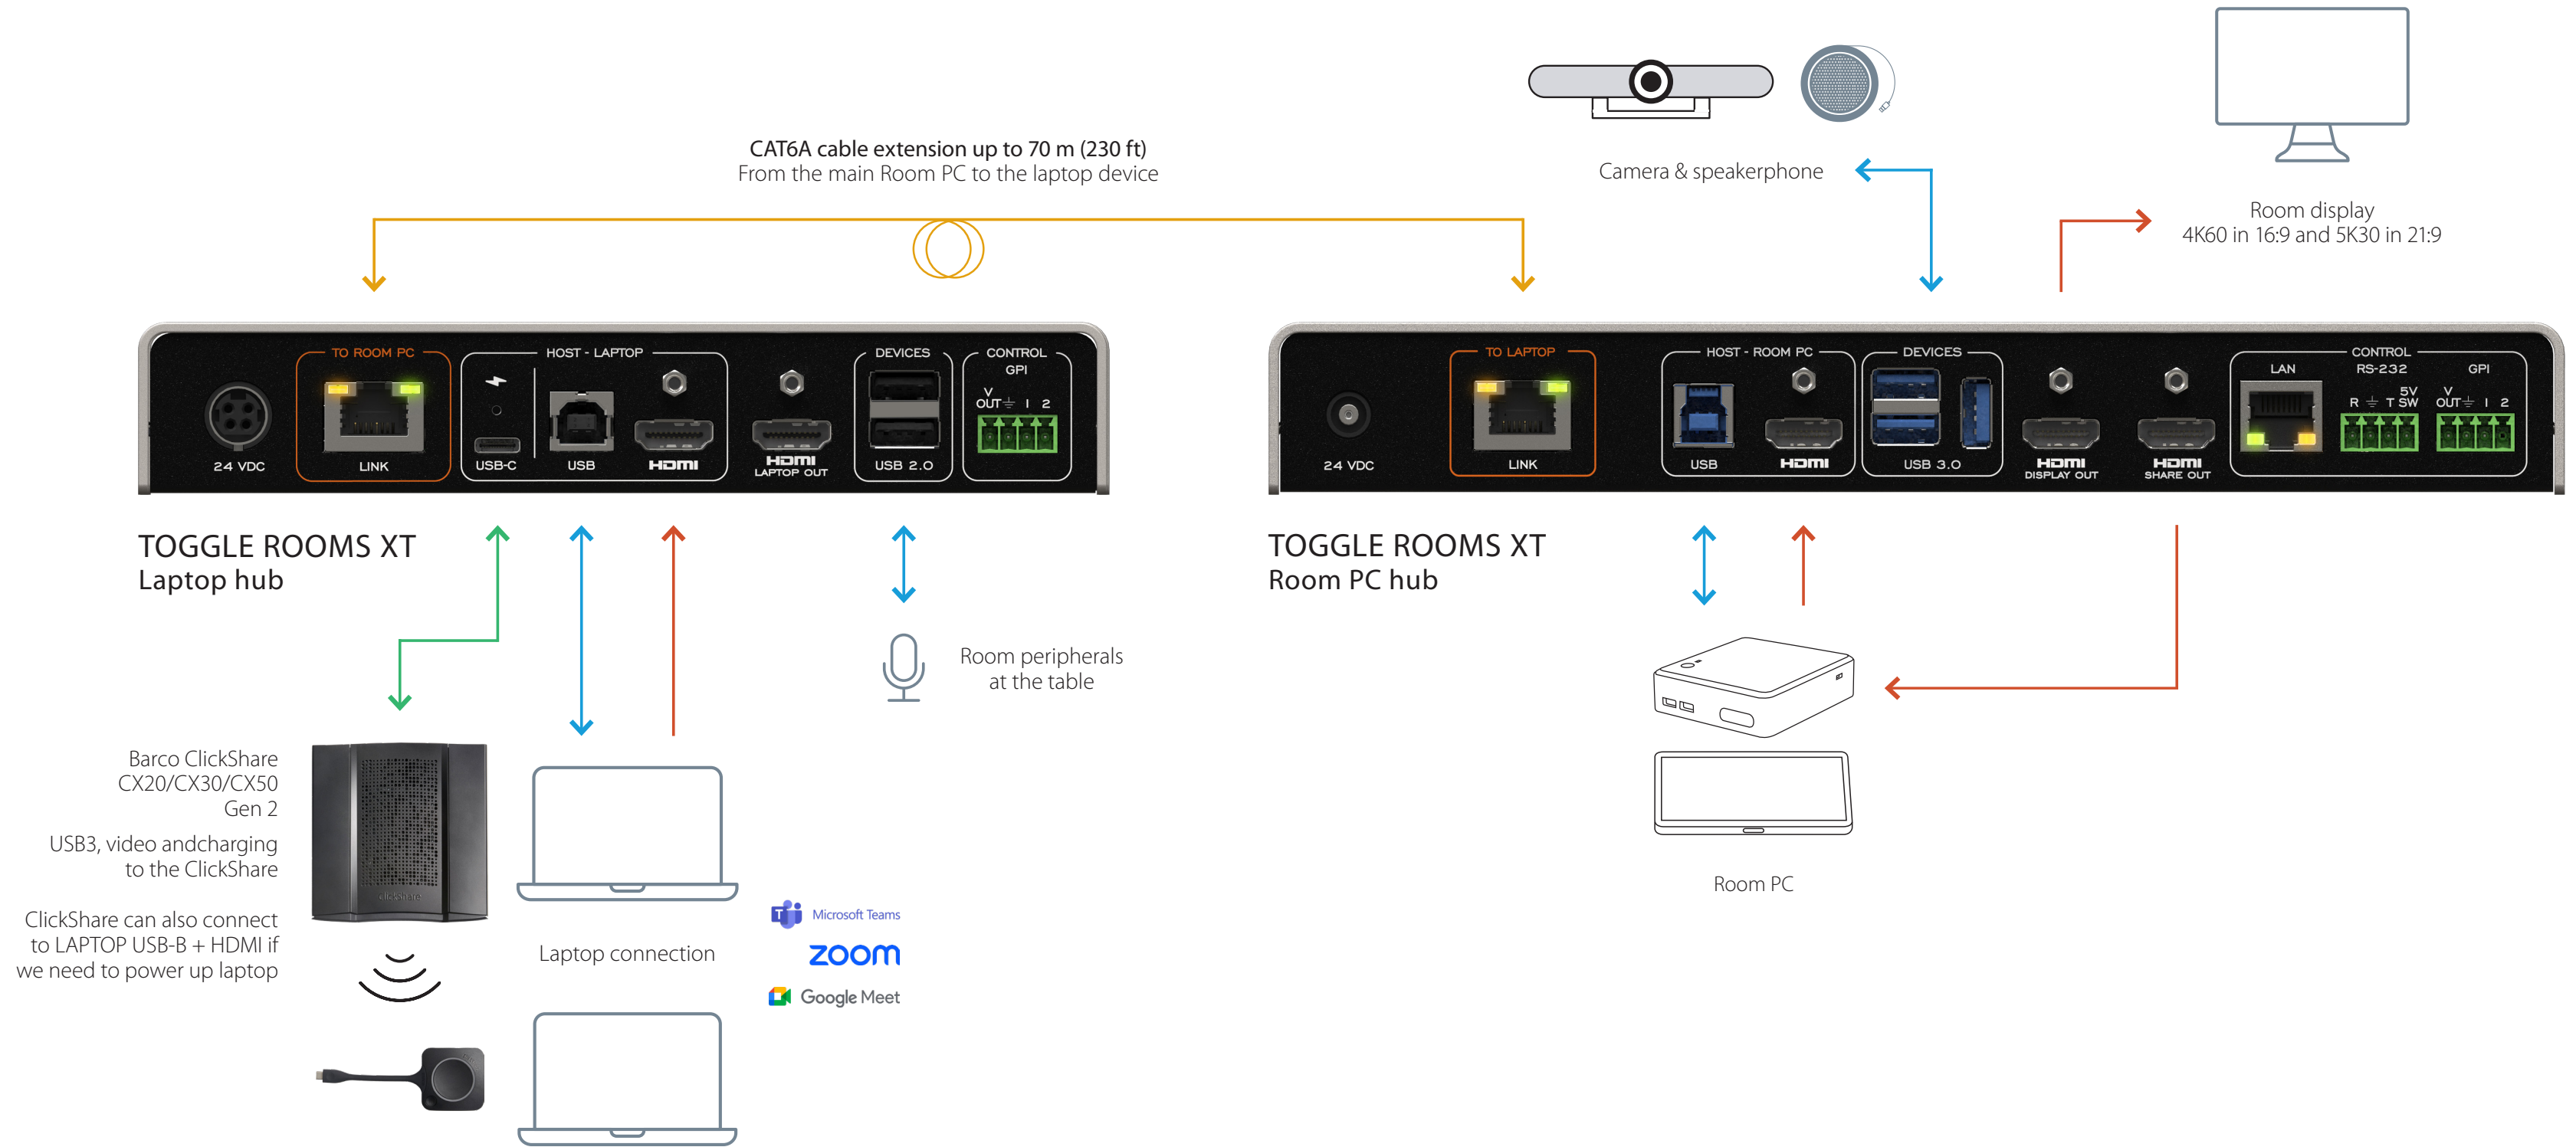 CAT6A cable extension up to 70 m (230 ft)
From the main Room PC to the laptop device
Camera & speakerphone
Room display
4K60 in 16:9 and 5K30 in 21:9
TO ROOM PC
HOST - LAPTOP
DEVICES
CONTROL
GPI
V
OUT ⏚ 1 2
24 VDC
LINK
USB-C
USB
HDMI
HDMI
LAPTOP OUT
USB 2.0
TO LAPTOP
HOST - ROOM PC
DEVICES
CONTROL
LAN
RS-232
GPI
5V
R ⏚ T SW
V
OUT ⏚ 1 2
24 VDC
LINK
USB
HDMI
USB 3.0
HDMI
DISPLAY OUT
HDMI
SHARE OUT
TOGGLE ROOMS XT
Laptop hub
TOGGLE ROOMS XT
Room PC hub
Room peripherals
at the table
Barco ClickShare
CX20/CX30/CX50
Gen 2
USB3, video andcharging
to the ClickShare
ClickShare can also connect
to LAPTOP USB-B + HDMI if
we need to power up laptop
clickshare
Laptop connection
T
Microsoft Teams
zoom
Google Meet
Room PC